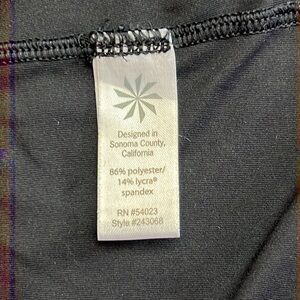 Designed in
Sonoma County,
California
86% polyester/
14% lycra®
spandex
RN #54023
Style #243068